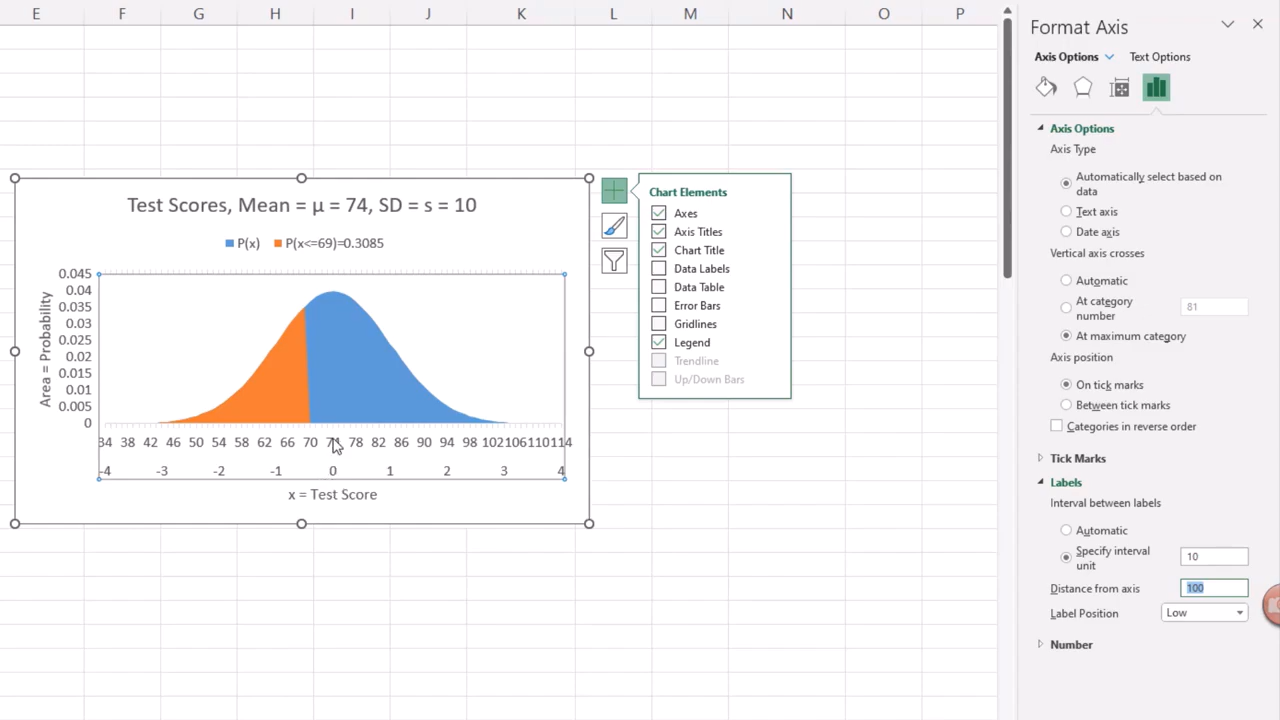 E F G H I J K L M N O P
Test Scores, Mean = μ = 74, SD = s = 10
P(x) P(x<=69)=0.3085
Area = Probability
0.045
0.04
0.035
0.03
0.025
0.02
0.015
0.01
0.005
0
34 38 42 46 50 54 58 62 66 70 74 78 82 86 90 94 98 102 106 110 114
-4 -3 -2 -1 0 1 2 3 4
x = Test Score
Chart Elements
Axes
Axis Titles
Chart Title
Data Labels
Data Table
Error Bars
Gridlines
Legend
Trendline
Up/Down Bars
Format Axis
Axis Options Text Options
Axis Options
Axis Type
Automatically select based on
data
Text axis
Date axis
Vertical axis crosses
Automatic
At category
number 81
At maximum category
Axis position
On tick marks
Between tick marks
Categories in reverse order
Tick Marks
Labels
Interval between labels
Automatic
Specify interval
unit 10
Distance from axis 100
Label Position Low
Number